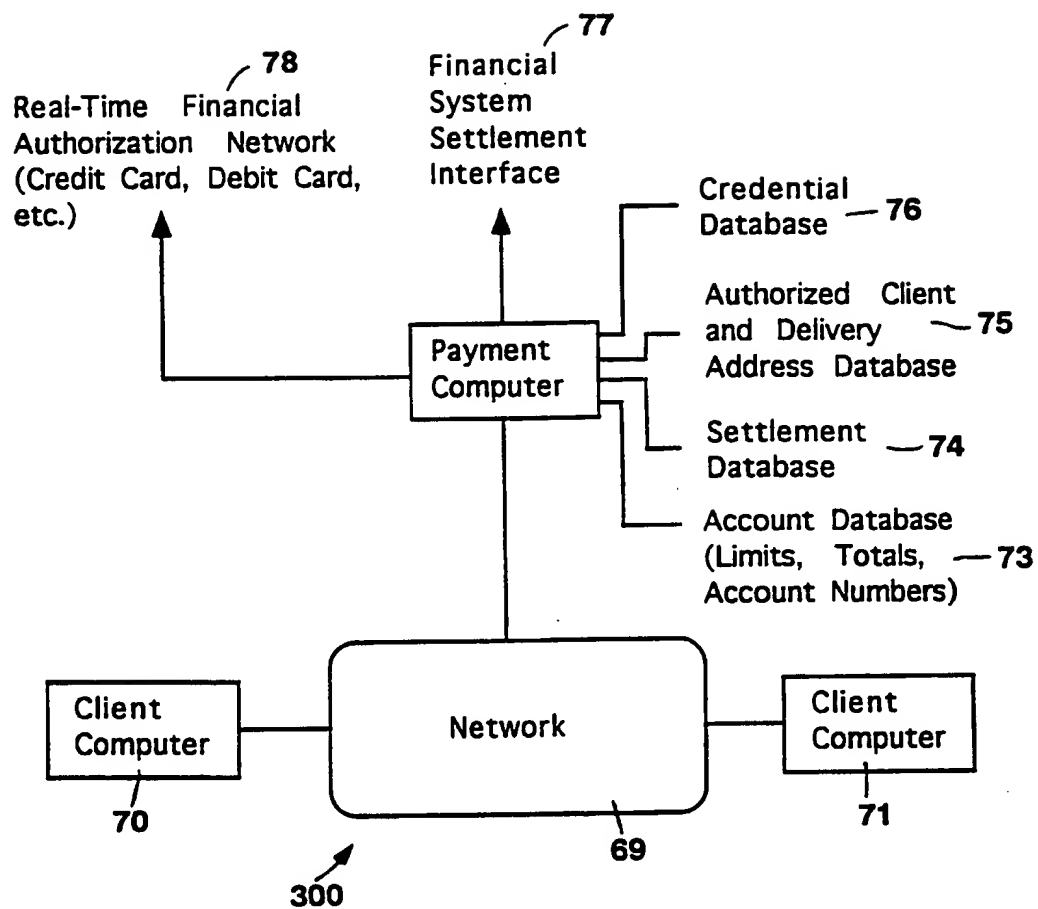 78
Real-Time Financial
Authorization Network
(Credit Card, Debit Card,
etc.)
77
Financial
System
Settlement
Interface
Credential
Database 76
Authorized Client
and Delivery 75
Address Database
Payment
Computer
Settlement 74
Database
Account Database
(Limits, Totals, 73
Account Numbers)
Client
Computer
70
Network
69
Client
Computer
71
300